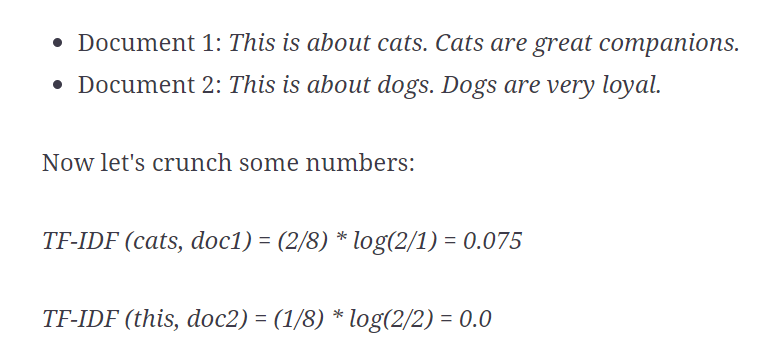 Document 1: This is about cats. Cats are great companions.
Document 2: This is about dogs. Dogs are very loyal.
Now let's crunch some numbers:
TF-IDF (cats, doc1) = (2/8) * log(2/1) = 0.075
TF-IDF (this, doc2) = (1/8) * log(2/2) = 0.0